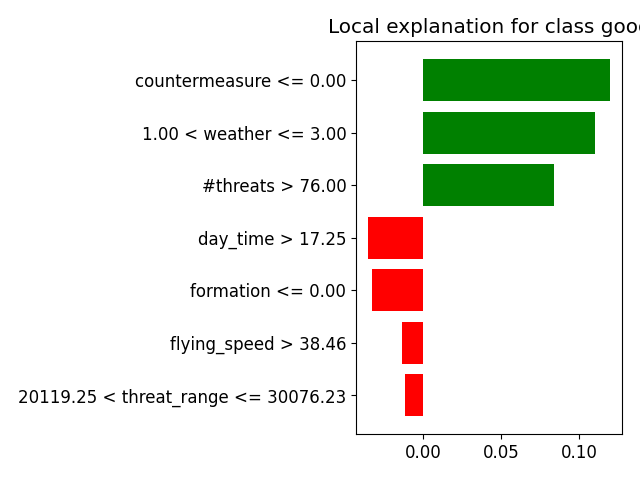 Local explanation for class good
countermeasure <= 0.00
1.00 < weather <= 3.00
#threats > 76.00
day_time > 17.25
formation <= 0.00
flying_speed > 38.46
20119.25 < threat_range <= 30076.23
0.00 0.05 0.10